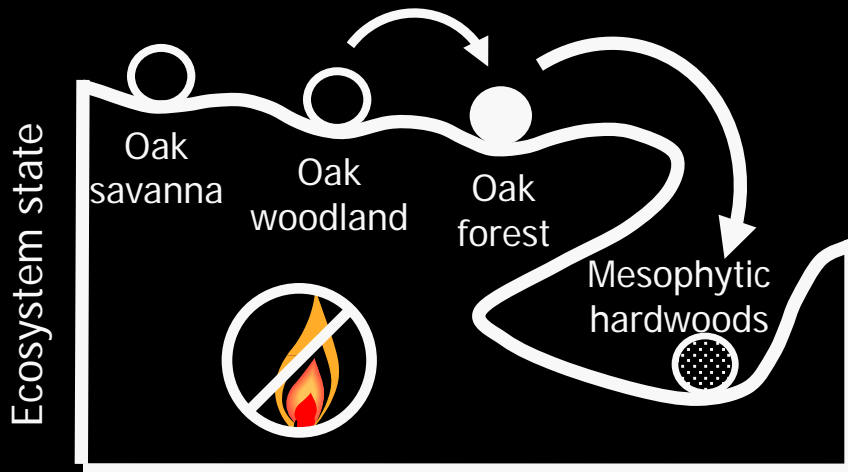 Ecosystem state
Oak
savanna
Oak
woodland
Oak
forest
Mesophytic
hardwoods